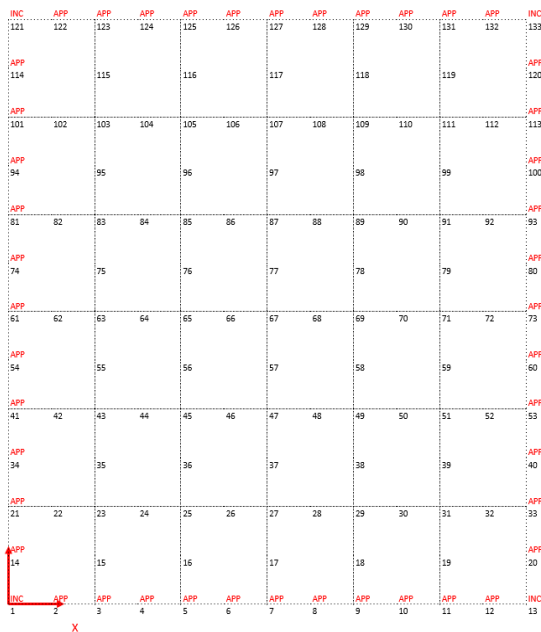 INC APP APP APP APP APP APP APP APP APP APP APP INC
121 122 123 124 125 126 127 128 129 130 131 132 133
APP APP
114 115 116 117 118 119 120
APP APP
101 102 103 104 105 106 107 108 109 110 111 112 113
APP APP
94 95 96 97 98 99 100
APP APP
81 82 83 84 85 86 87 88 89 90 91 92 93
APP APP
74 75 76 77 78 79 80
APP APP
61 62 63 64 65 66 67 68 69 70 71 72 73
APP APP
54 55 56 57 58 59 60
APP APP
41 42 43 44 45 46 47 48 49 50 51 52 53
APP APP
34 35 36 37 38 39 40
APP APP
21 22 23 24 25 26 27 28 29 30 31 32 33
APP APP
14 15 16 17 18 19 20
INC APP APP APP APP APP APP APP APP APP APP APP INC
1 2 3 4 5 6 7 8 9 10 11 12 13
X